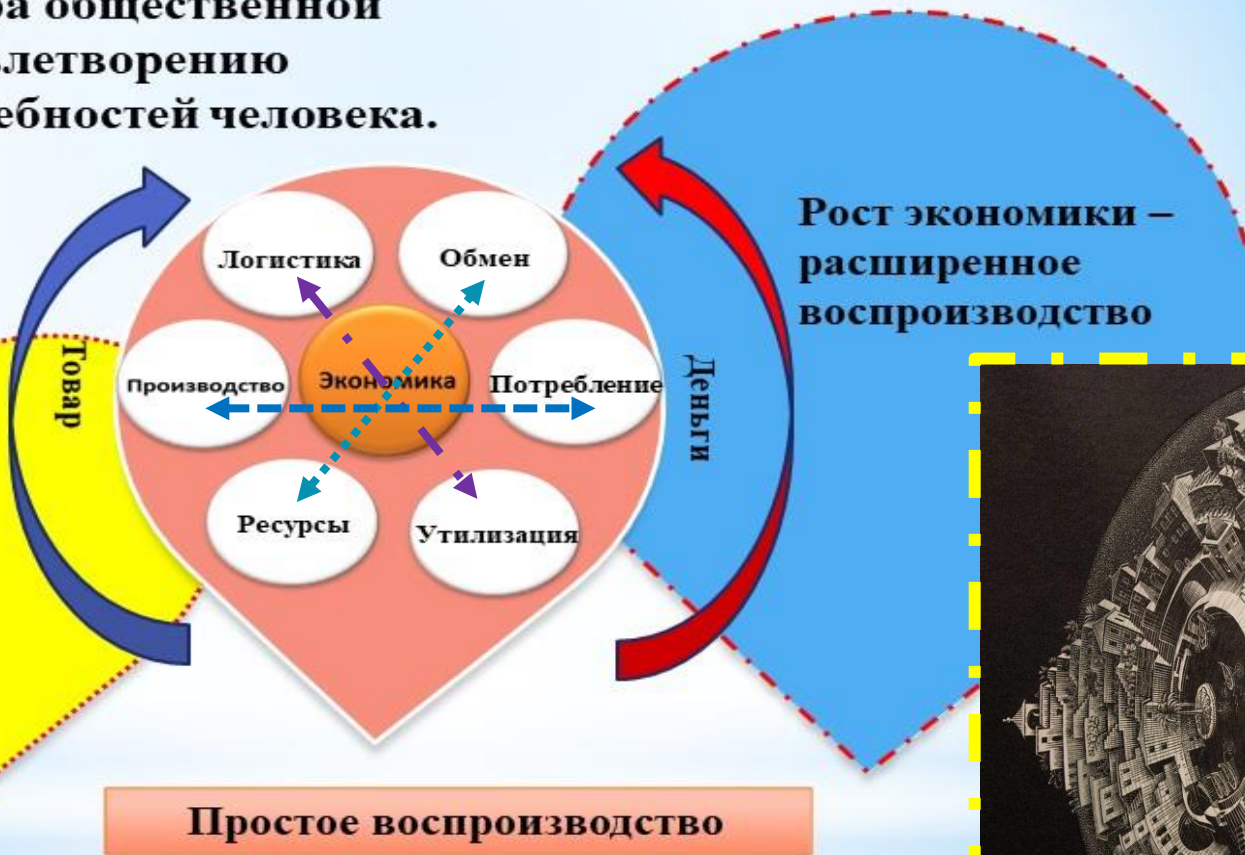 общественной
летворению
ебностей человека.
Рост экономики –
расширенное
воспроизводство
Логистика
Обмен
Товар
Производство
Экономика
Потребление
Деньги
Ресурсы
Утилизация
Простое воспроизводство